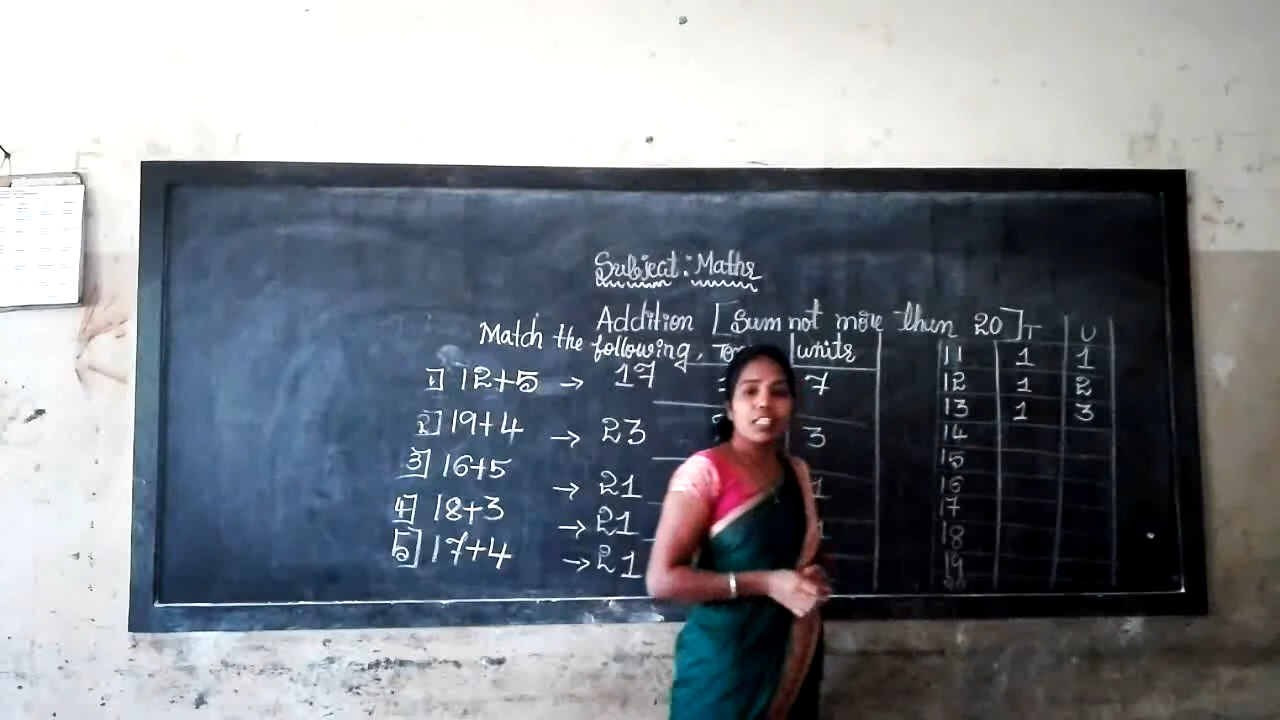 Subject: Maths
Addition [Sum not more than 20]
Match the following,
units
1] 12+5 → 17 7
2] 19+4 → 23 3
3] 16+5 → 21 1
4] 18+3 → 21 1
5] 17+4 → 21
T U
11 1 1
12 1 2
13 1 3
14
15
16
17
18
19